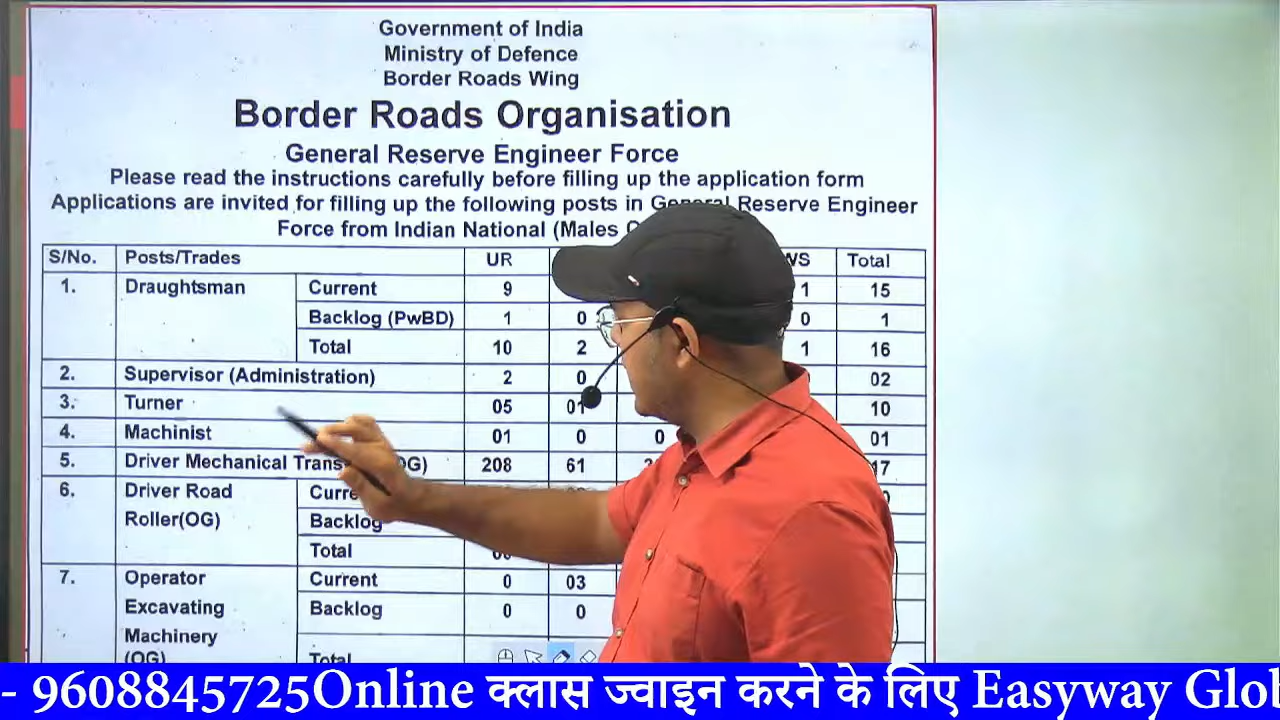 Government of India
Ministry of Defence
Border Roads Wing
Border Roads Organisation
General Reserve Engineer Force
Please read the instructions carefully before filling up the application form
Applications are invited for filling up the following posts in General Reserve Engineer
Force from Indian National (Males
S/No. Posts/Trades UR Total
1. Draughtsman Current 9 1 15
Backlog (PwBD) 1 0 0 1
Total 10 2 1 16
2. Supervisor (Administration) 2 0 02
3. Turner 05 01 10
4. Machinist 01 0 0 01
5. Driver Mechanical 208 61
6. Driver Road
Roller(OG) Backlog
Total
7. Operator Current 0 03
Excavating Backlog 0 0
Machinery
(OG) Total
- 9608845725Online क्लास ज्वाइन करने के लिए Easyway